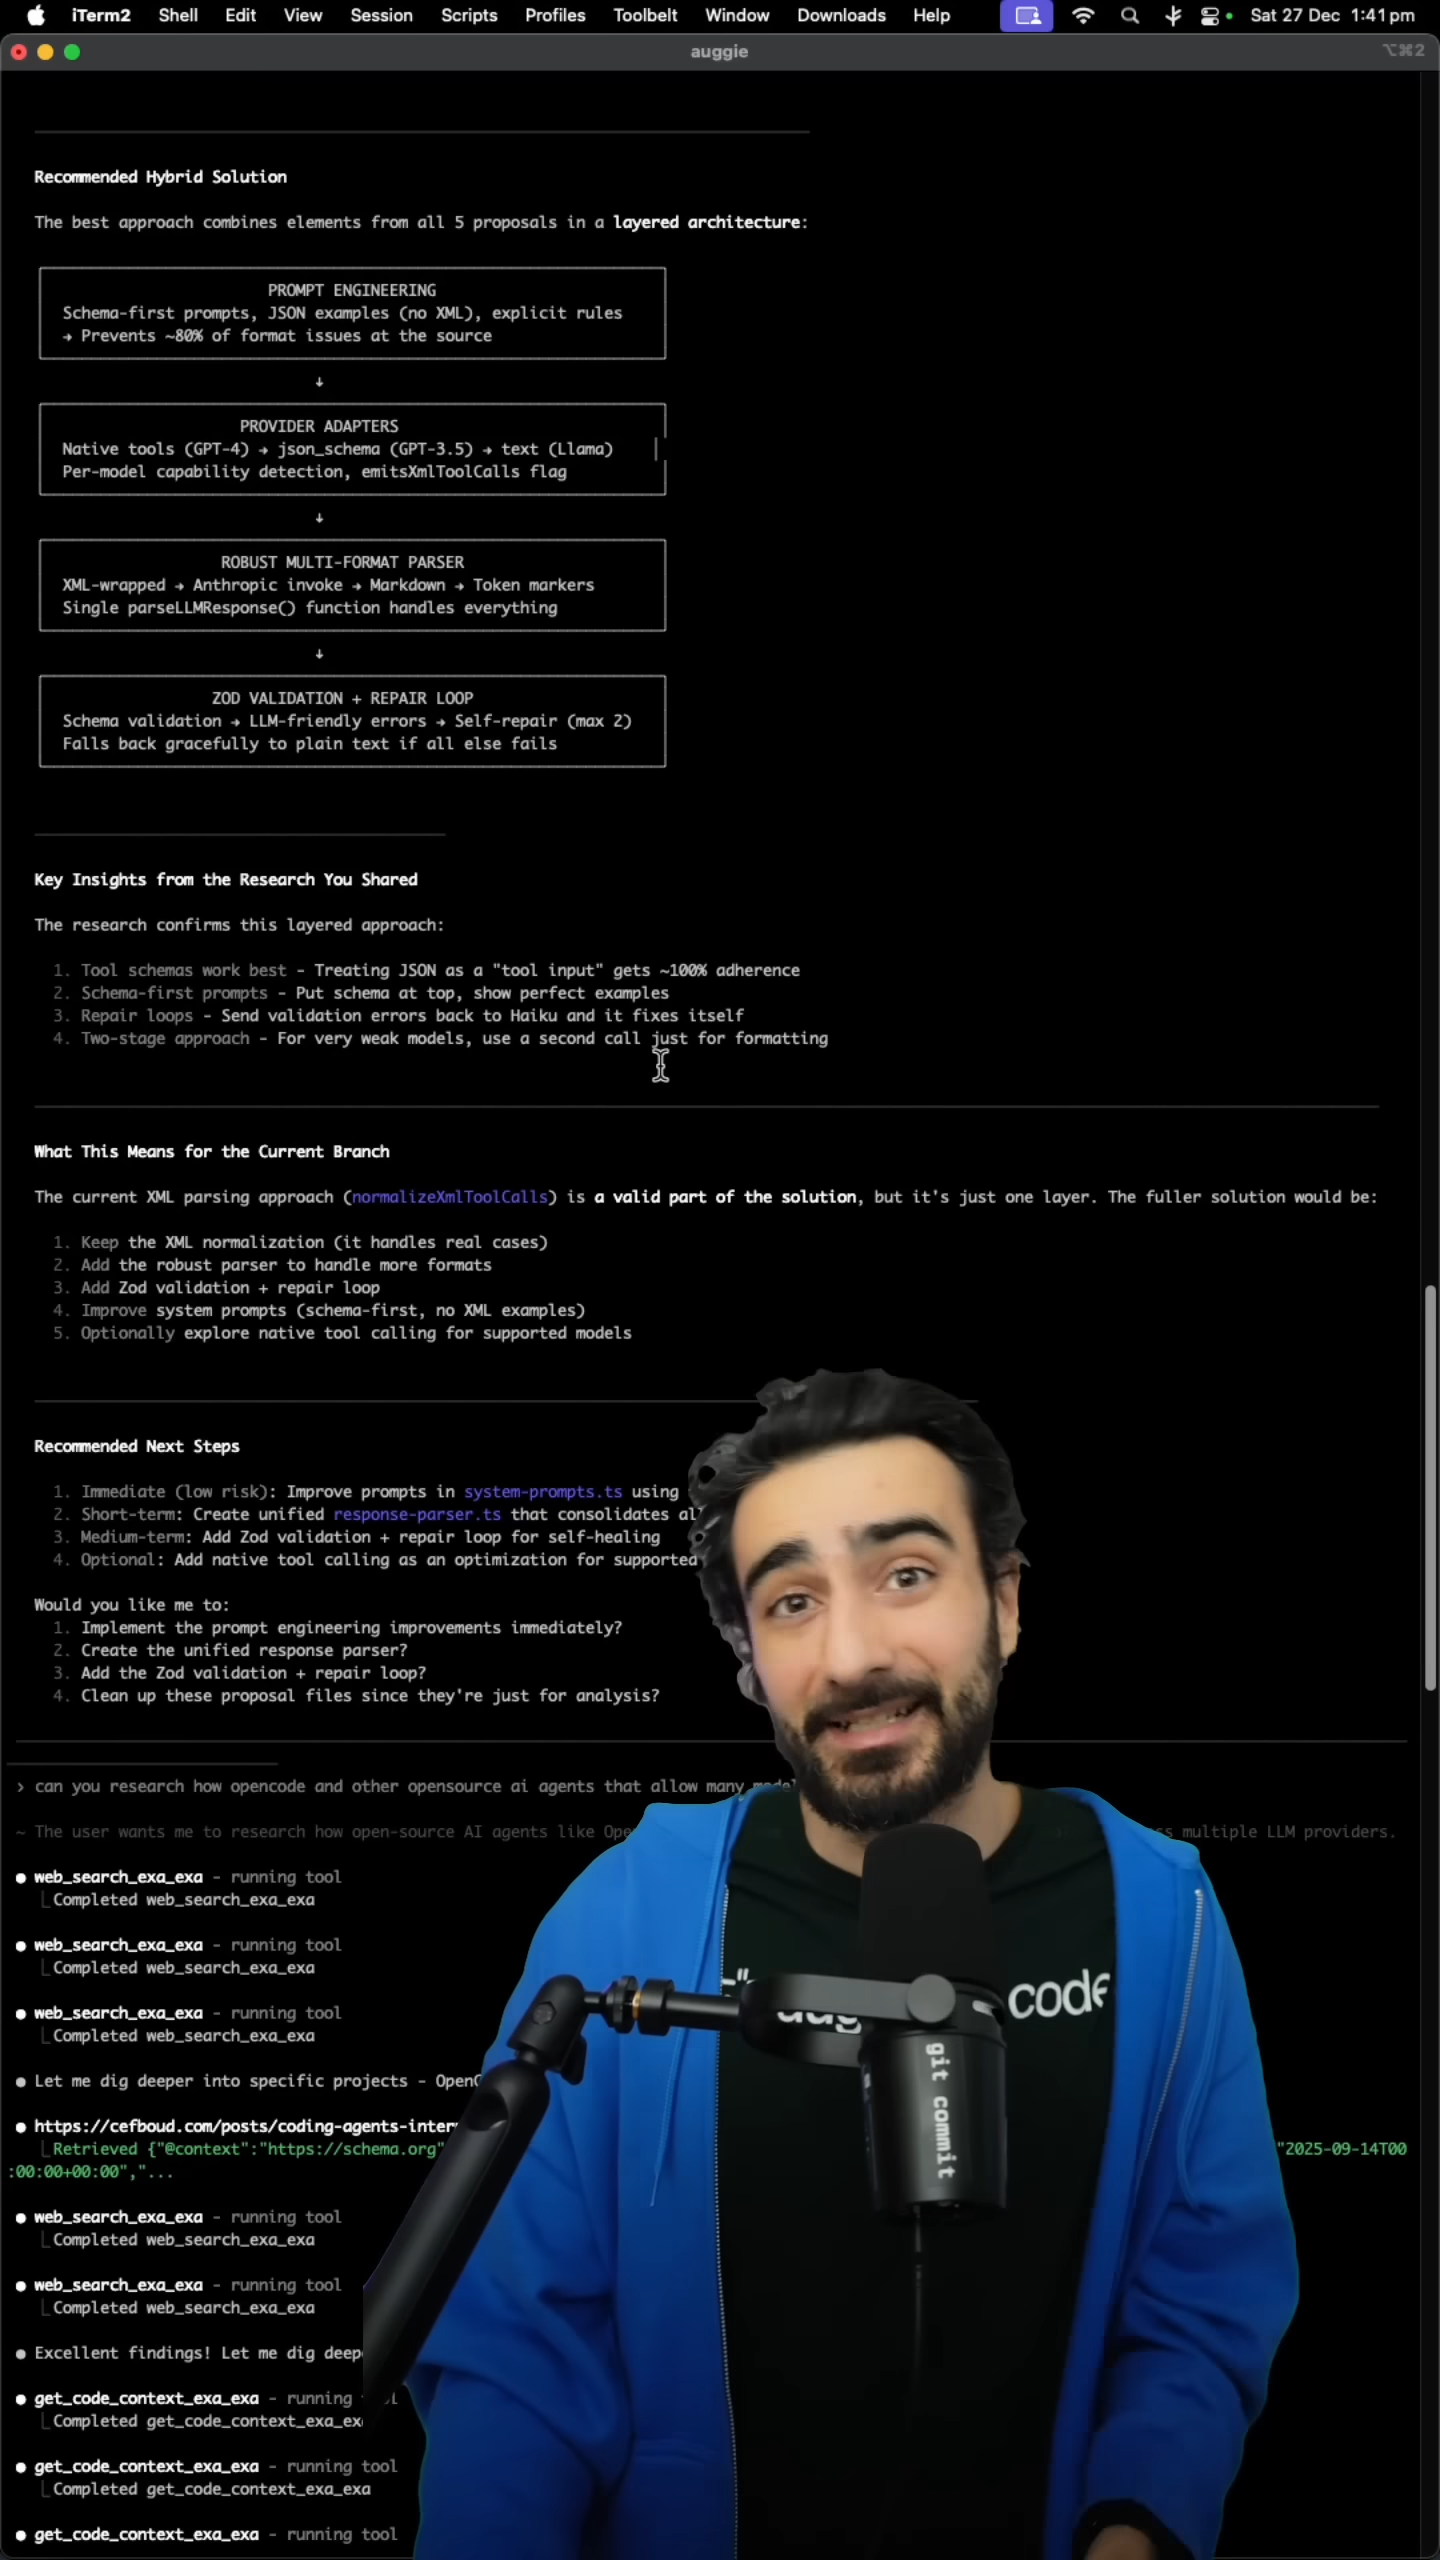 iTerm2 Shell Edit View Session Scripts Profiles Toolbelt Window Downloads Help Sat 27 Dec 1:41 pm
auggie ⌥⌘2
Recommended Hybrid Solution
The best approach combines elements from all 5 proposals in a layered architecture:
PROMPT ENGINEERING
Schema-first prompts, JSON examples (no XML), explicit rules
→ Prevents ~80% of format issues at the source
↓
PROVIDER ADAPTERS
Native tools (GPT-4) → json_schema (GPT-3.5) → text (Llama)
Per-model capability detection, emitsXmlToolCalls flag
↓
ROBUST MULTI-FORMAT PARSER
XML-wrapped → Anthropic invoke → Markdown → Token markers
Single parseLLMResponse() function handles everything
↓
ZOD VALIDATION + REPAIR LOOP
Schema validation → LLM-friendly errors → Self-repair (max 2)
Falls back gracefully to plain text if all else fails
Key Insights from the Research You Shared
The research confirms this layered approach:
1. Tool schemas work best - Treating JSON as a "tool input" gets ~100% adherence
2. Schema-first prompts - Put schema at top, show perfect examples
3. Repair loops - Send validation errors back to Haiku and it fixes itself
4. Two-stage approach - For very weak models, use a second call just for formatting
What This Means for the Current Branch
The current XML parsing approach (normalizeXmlToolCalls) is a valid part of the solution, but it's just one layer. The fuller solution would be:
1. Keep the XML normalization (it handles real cases)
2. Add the robust parser to handle more formats
3. Add Zod validation + repair loop
4. Improve system prompts (schema-first, no XML examples)
5. Optionally explore native tool calling for supported models
Recommended Next Steps
1. Immediate (low risk): Improve prompts in system-prompts.ts using
2. Short-term: Create unified response-parser.ts that consolidates al
3. Medium-term: Add Zod validation + repair loop for self-healing
4. Optional: Add native tool calling as an optimization for supported
Would you like me to:
1. Implement the prompt engineering improvements immediately?
2. Create the unified response parser?
3. Add the Zod validation + repair loop?
4. Clean up these proposal files since they're just for analysis?
› can you research how opencode and other opensource ai agents that allow many model
~ The user wants me to research how open-source AI agents like Ope ss multiple LLM providers.
● web_search_exa_exa - running tool
Completed web_search_exa_exa
● web_search_exa_exa - running tool
Completed web_search_exa_exa
● web_search_exa_exa - running tool
Completed web_search_exa_exa
● Let me dig deeper into specific projects - OpenC
● https://cefboud.com/posts/coding-agents-inter
Retrieved {"@context":"https://schema.org" "2025-09-14T00
:00:00+00:00","...
● web_search_exa_exa - running tool
Completed web_search_exa_exa
● web_search_exa_exa - running tool
Completed web_search_exa_exa
● Excellent findings! Let me dig deep
● get_code_context_exa_exa - running
Completed get_code_context_exa_ex
● get_code_context_exa_exa - running tool
Completed get_code_context_exa_exa
● get_code_context_exa_exa - running tool
aug code
git commit